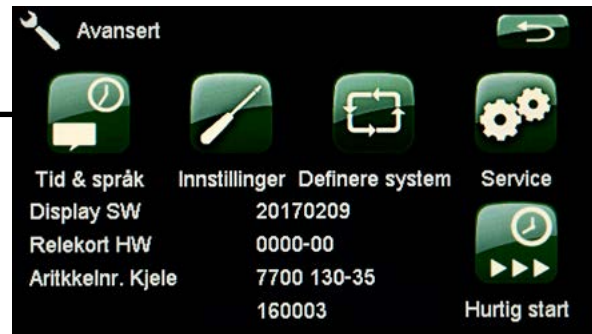 Avansert
Tid & språk Innstillinger Definere system Service
Display SW 20170209
Relekort HW 0000-00
Aritkkelnr. Kjele 7700 130-35
160003
Hurtig start